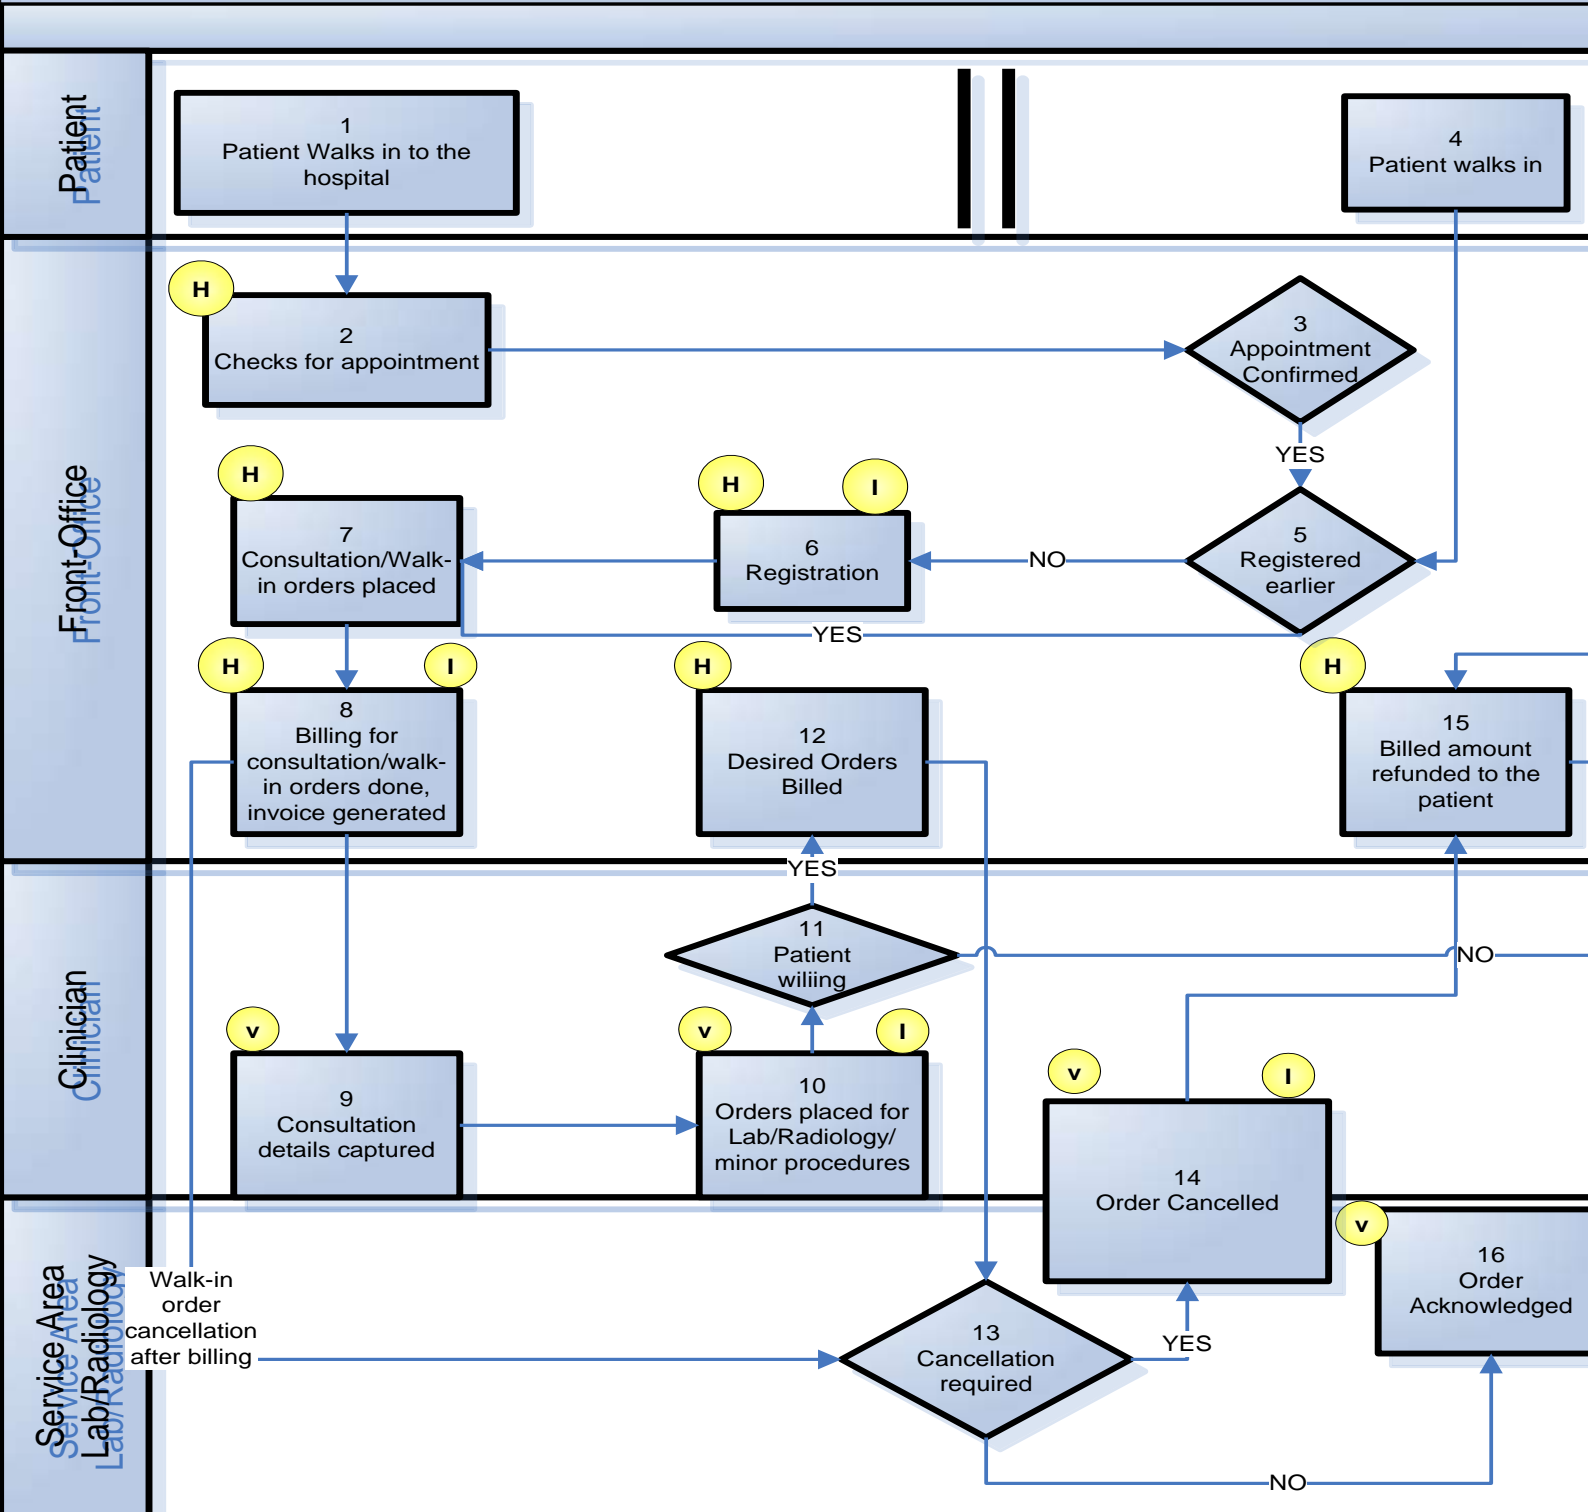 Patient
1
Patient Walks in to the
hospital
4
Patient walks in
Front-Office
H
2
Checks for appointment
3
Appointment
Confirmed
YES
H
7
Consultation/Walk-
in orders placed
H
I
6
Registration
NO
5
Registered
earlier
YES
H
I
8
Billing for
consultation/walk-
in orders done,
invoice generated
H
12
Desired Orders
Billed
H
15
Billed amount
refunded to the
patient
Clinician
YES
11
Patient
wiliing
NO
v
9
Consultation
details captured
v
I
10
Orders placed for
Lab/Radiology/
minor procedures
v
I
14
Order Cancelled
Service Area
Lab/Radiology
Walk-in
order
cancellation
after billing
13
Cancellation
required
YES
v
16
Order
Acknowledged
NO